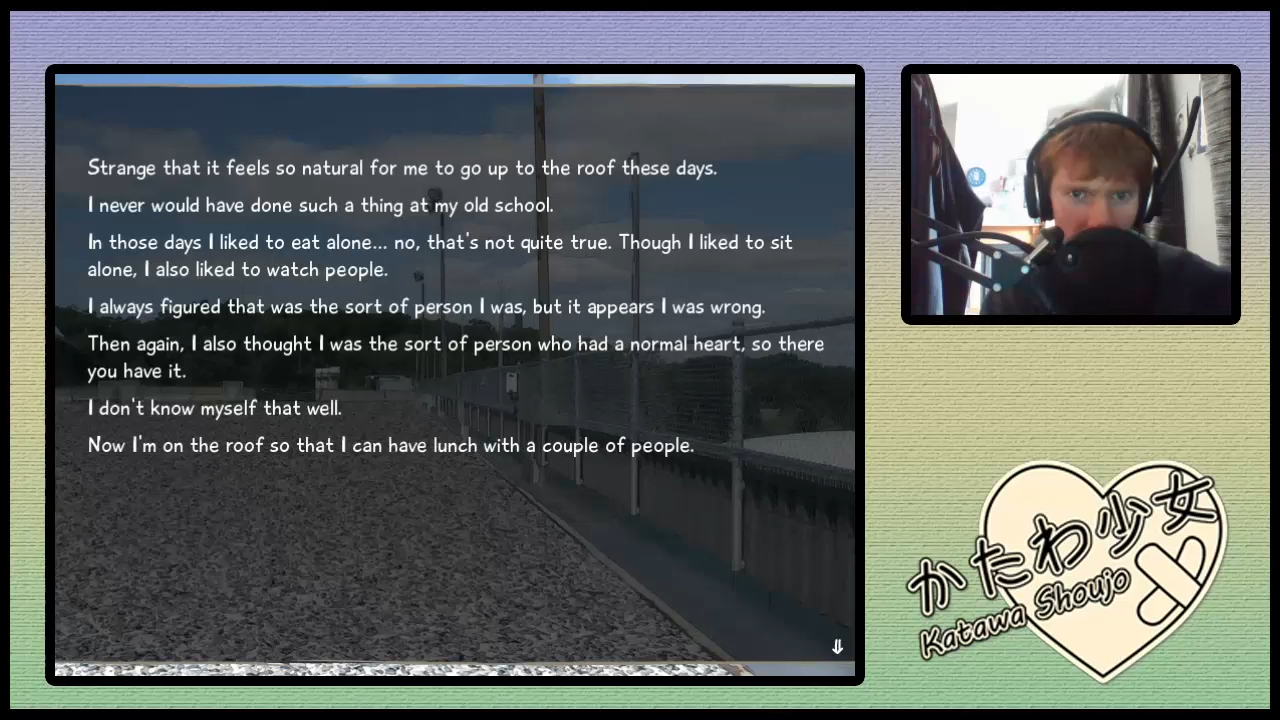 Strange that it feels so natural for me to go up to the roof these days.
I never would have done such a thing at my old school.
In those days I liked to eat alone... no, that's not quite true. Though I liked to sit
alone, I also liked to watch people.
I always figured that was the sort of person I was, but it appears I was wrong.
Then again, I also thought I was the sort of person who had a normal heart, so there
you have it.
I don't know myself that well.
Now I'm on the roof so that I can have lunch with a couple of people.
かたわ少女
Katawa Shoujo